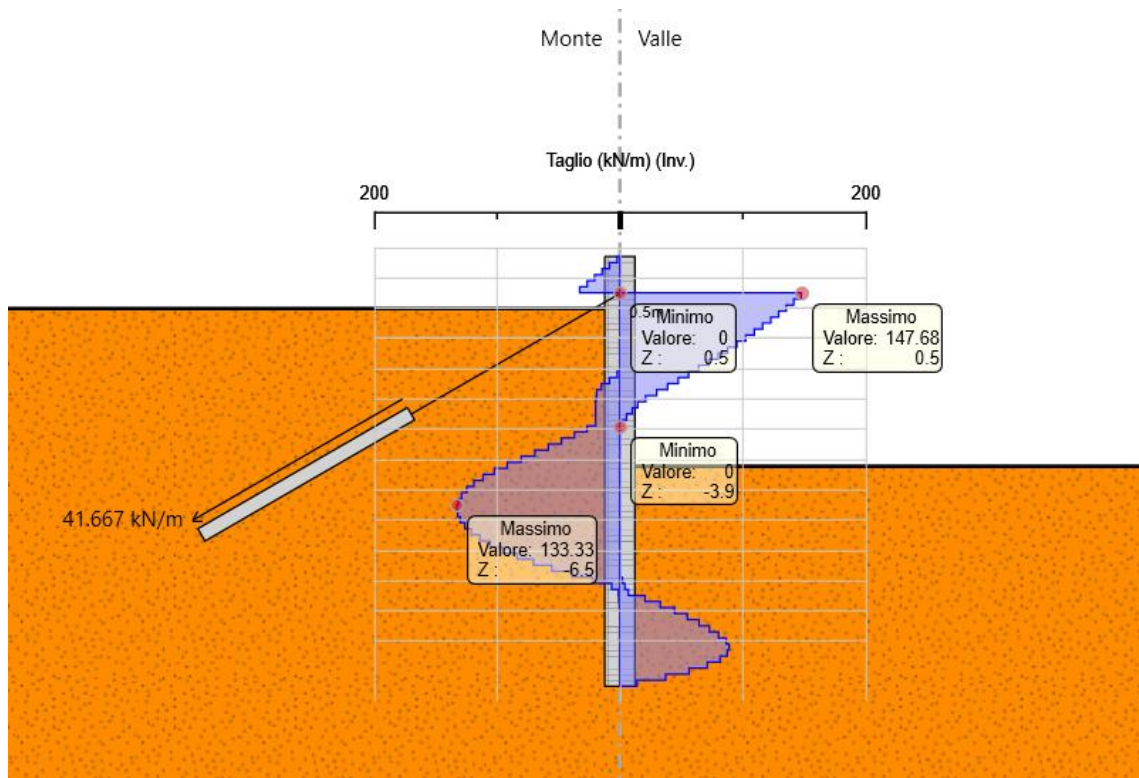 Monte Valle
Taglio (kN/m) (Inv.)
200 200
0.5m
Minimo
Valore: 0
Z : 0.5
Massimo
Valore: 147.68
Z : 0.5
Minimo
Valore: 0
Z : -3.9
41.667 kN/m
Massimo
Valore: 133.33
Z : -6.5